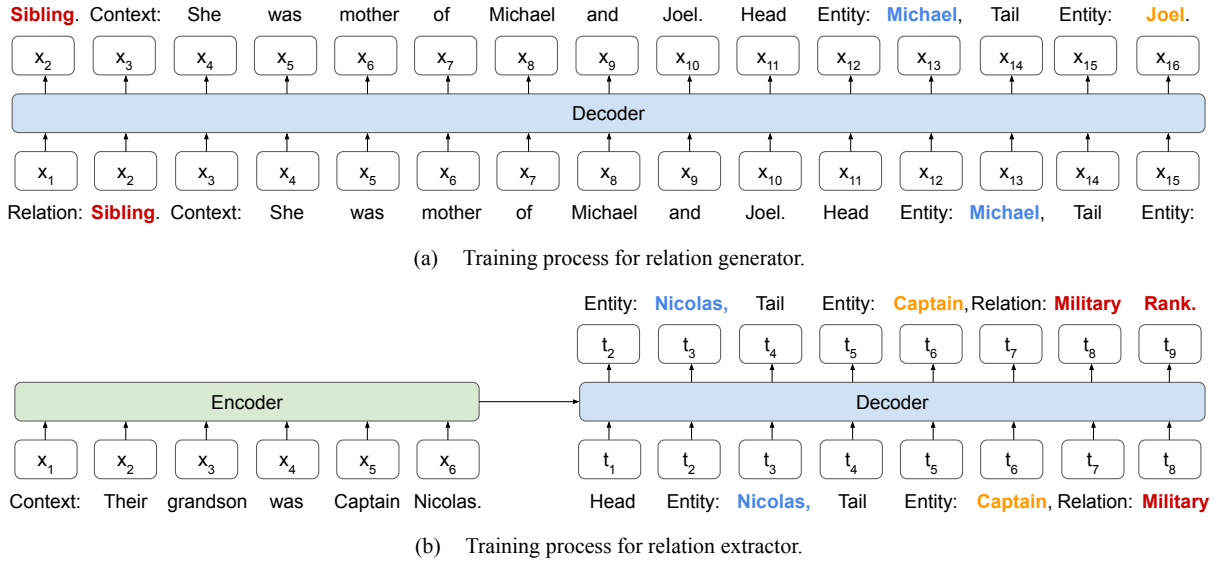 Sibling. Context: She was mother of Michael and Joel. Head Entity: Michael, Tail Entity: Joel.
x2 x3 x4 x5 x6 x7 x8 x9 x10 x11 x12 x13 x14 x15 x16
Decoder
x1 x2 x3 x4 x5 x6 x7 x8 x9 x10 x11 x12 x13 x14 x15
Relation: Sibling. Context: She was mother of Michael and Joel. Head Entity: Michael, Tail Entity:
(a) Training process for relation generator.
Entity: Nicolas, Tail Entity: Captain, Relation: Military Rank.
t2 t3 t4 t5 t6 t7 t8 t9
Encoder Decoder
x1 x2 x3 x4 x5 x6 t1 t2 t3 t4 t5 t6 t7 t8
Context: Their grandson was Captain Nicolas. Head Entity: Nicolas, Tail Entity: Captain, Relation: Military
(b) Training process for relation extractor.